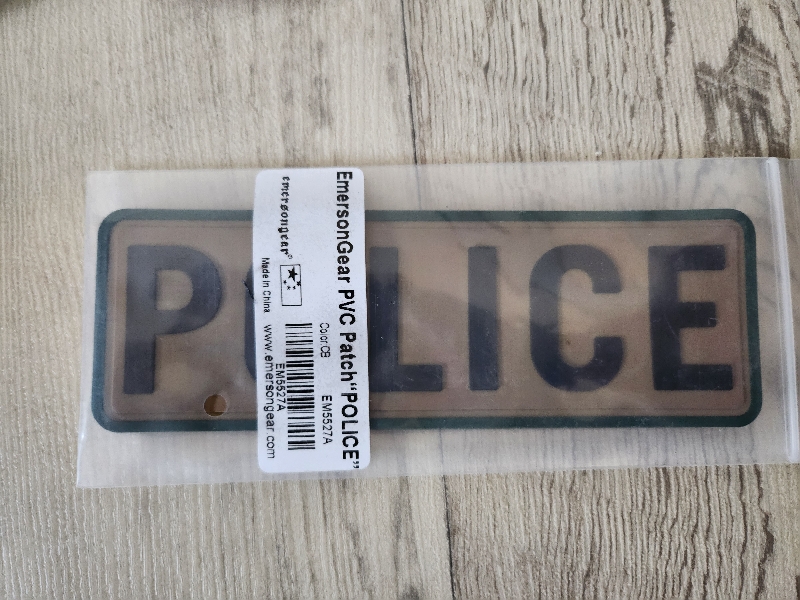 POLICE
EmersonGear PVC Patch“POLICE”
Color:CB EM5527A
EM5527A
emersongear®
Made in China www.emersongear.com